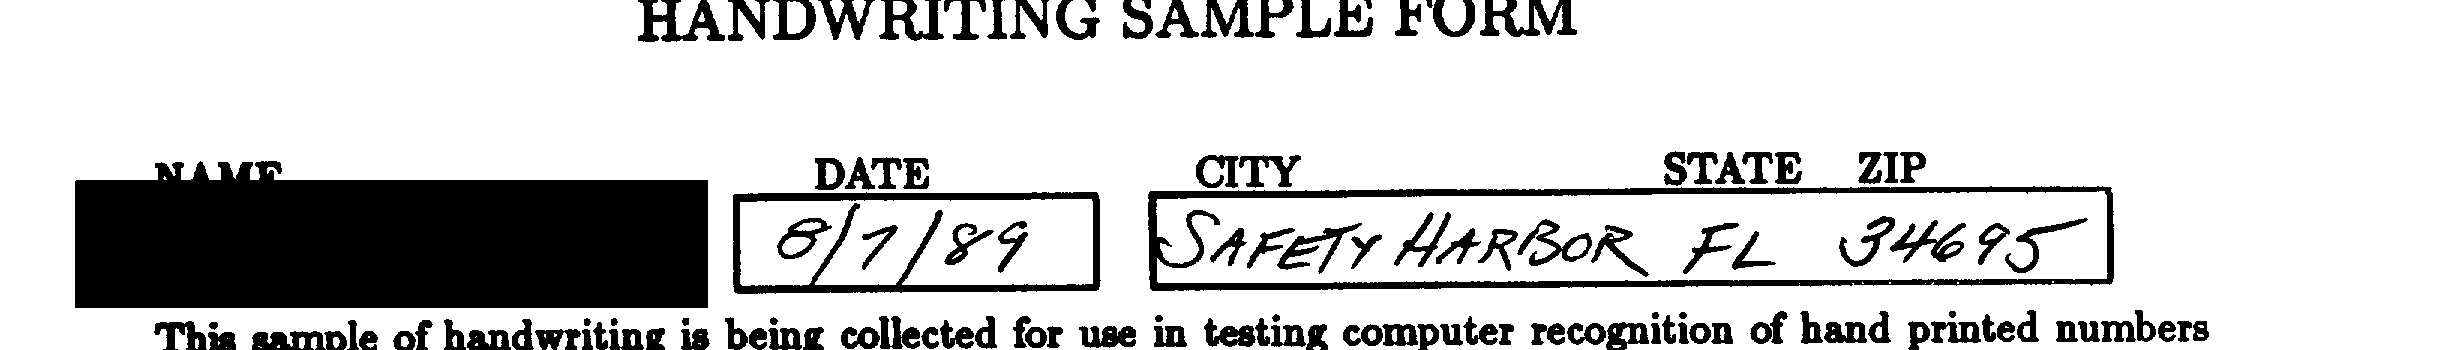 HANDWRITING SAMPLE FORM
NAME DATE CITY STATE ZIP
8/7/89 SAFETY HARBOR FL 34695
This sample of handwriting is being collected for use in testing computer recognition of hand printed numbers